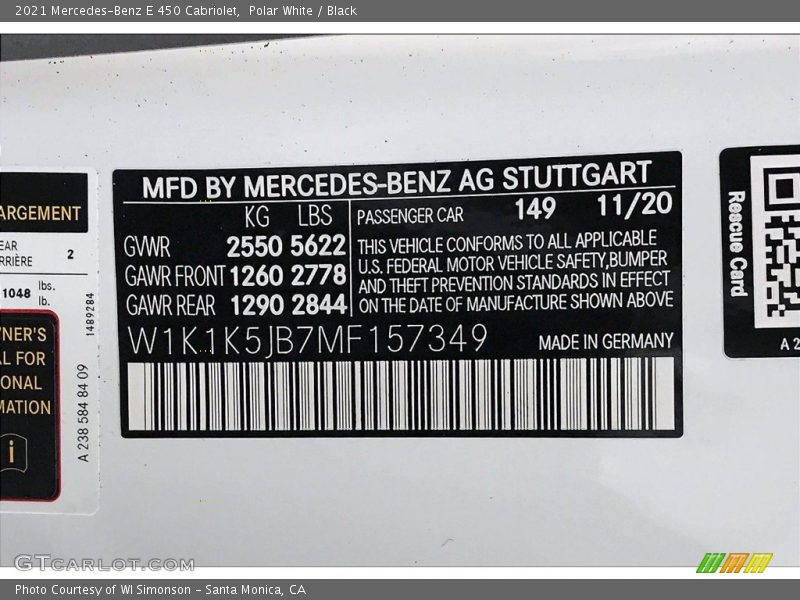 2021 Mercedes-Benz E 450 Cabriolet,  Polar White / Black
ARGEMENT
EAR
RRIÈRE
2
1048 lbs.
lb.
WNER'S
AL FOR
IONAL
MATION
i
1489284
A 238 584 84 09
MFD BY MERCEDES-BENZ AG STUTTGART
KG LBS
GVWR 2550 5622
GAWR FRONT 1260 2778
GAWR REAR 1290 2844
PASSENGER CAR 149 11/20
THIS VEHICLE CONFORMS TO ALL APPLICABLE
U.S. FEDERAL MOTOR VEHICLE SAFETY,BUMPER
AND THEFT PREVENTION STANDARDS IN EFFECT
ON THE DATE OF MANUFACTURE SHOWN ABOVE
W1K1K5JB7MF157349 MADE IN GERMANY
Rescue Card
A 2
GTCARLOT.COM
Photo Courtesy of WI Simonson - Santa Monica, CA